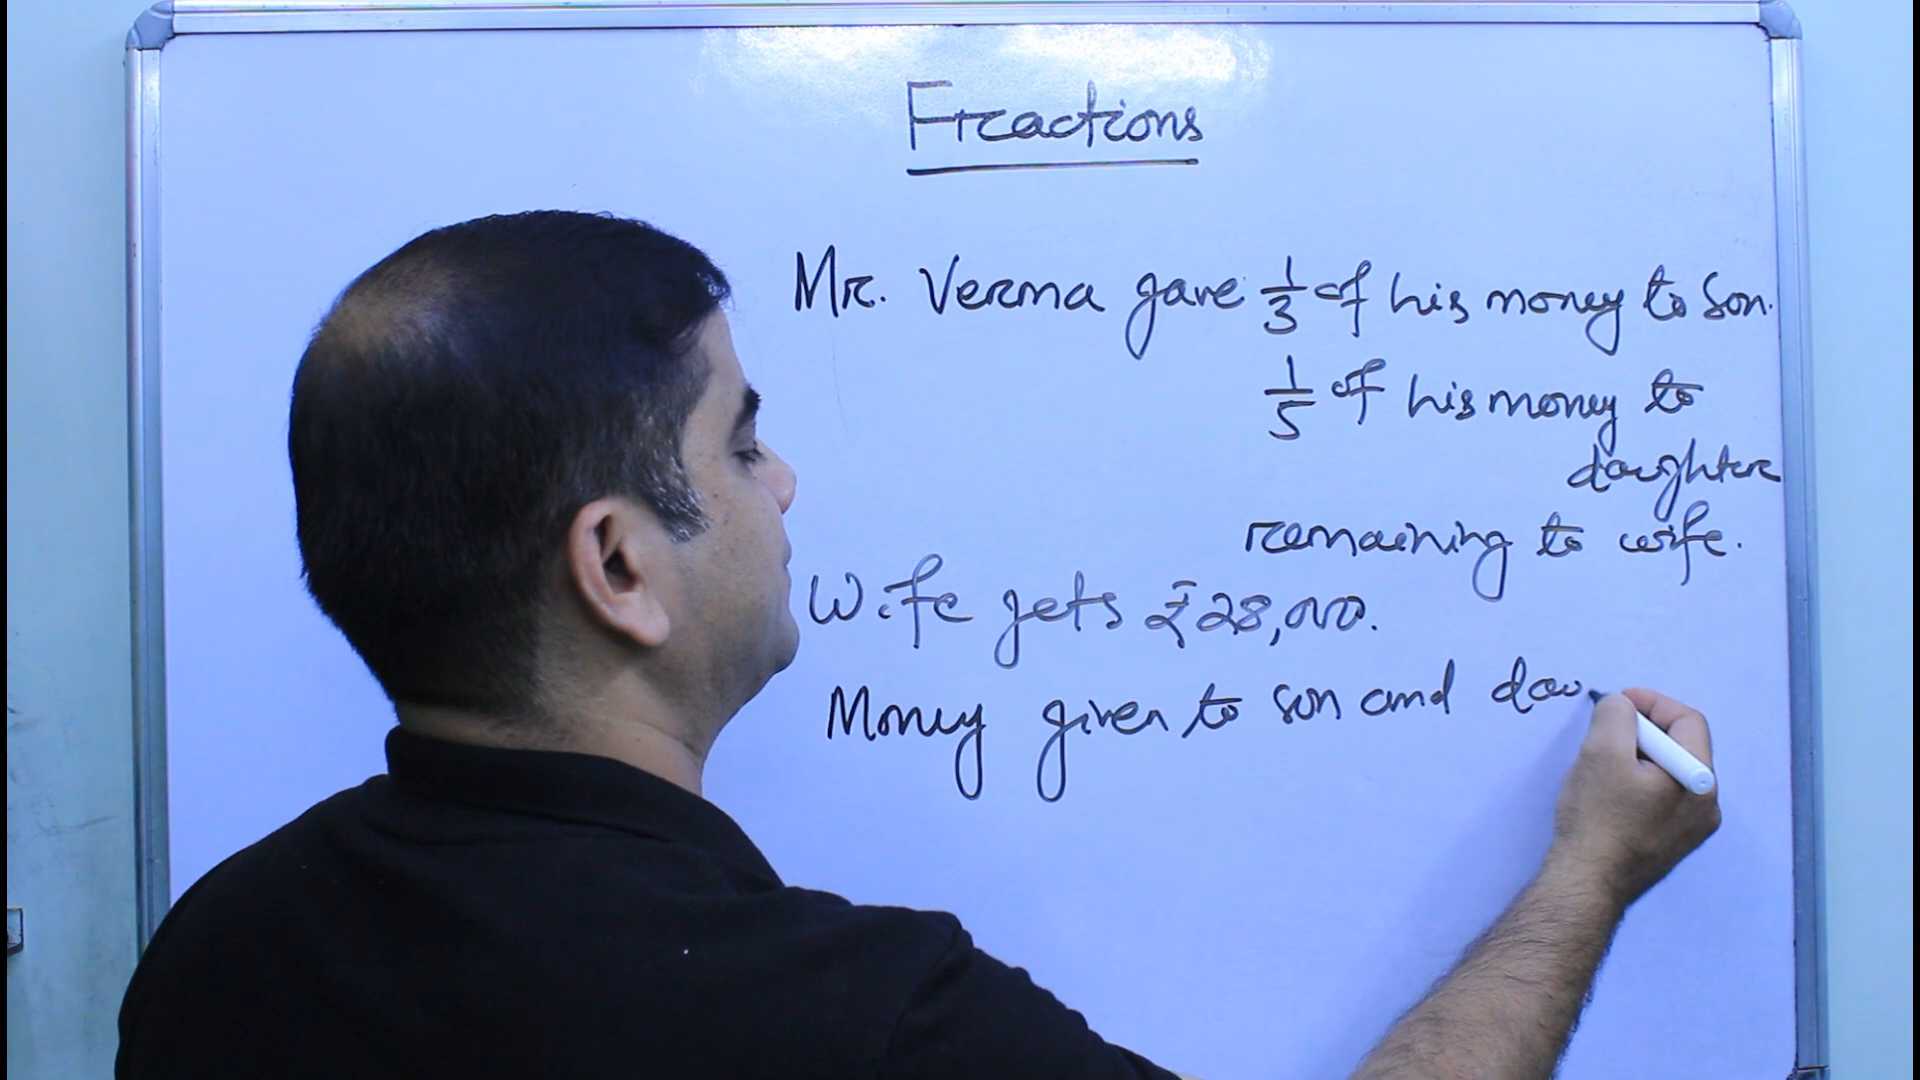 Fractions
Mr. Verma gave 1/3 of his money to son.
1/5 of his money to
daughter
remaining to wife.
Wife gets ₹28,000.
Money given to son and dau